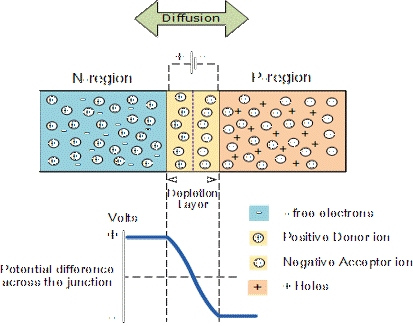 Diffusion
+ -
N-region
P-region
Depletion
Layer
Volts
+
Potential difference
across the junction
-
- free electrons
Positive Donor ion
Negative Acceptor ion
+ Holes